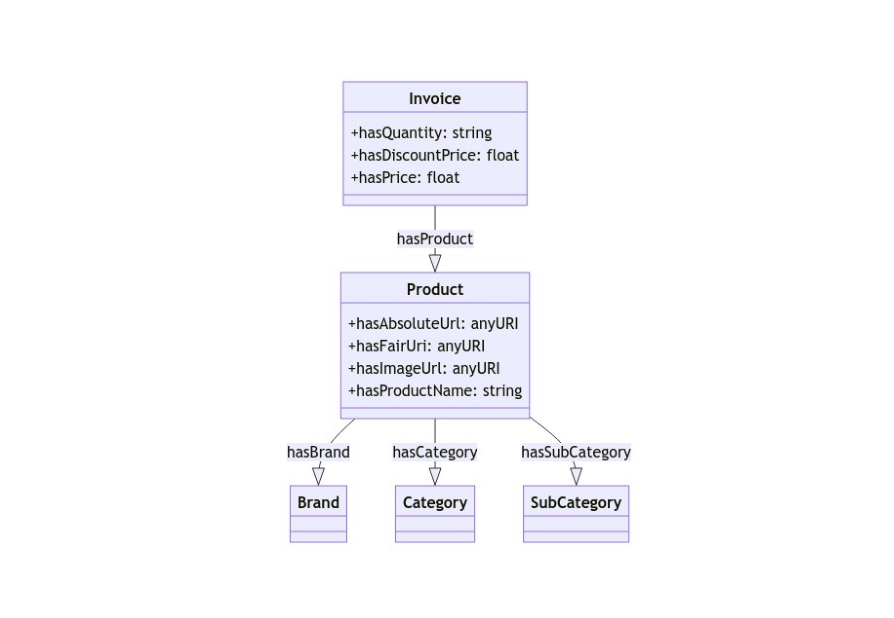 Invoice
+hasQuantity: string
+hasDiscountPrice: float
+hasPrice: float
hasProduct
Product
+hasAbsoluteUrl: anyURI
+hasFairUri: anyURI
+hasImageUrl: anyURI
+hasProductName: string
hasBrand hasCategory hasSubCategory
Brand Category SubCategory